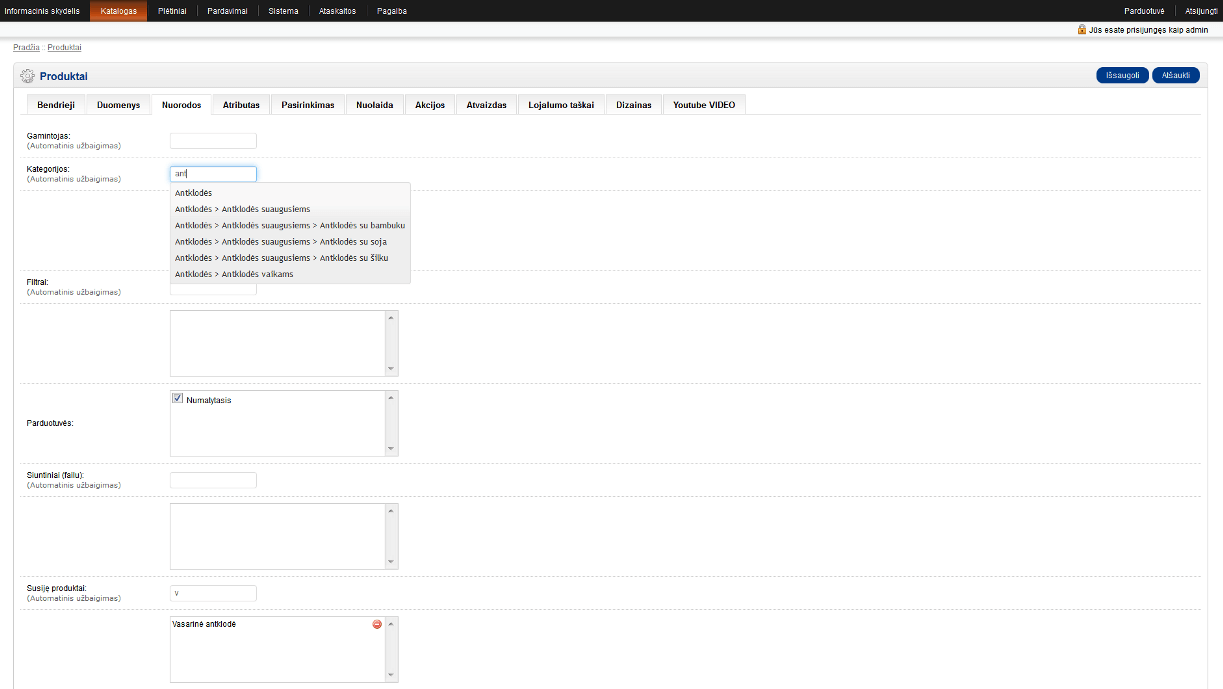 Informacinis skydelis Katalogas Plėtiniai Pardavimai Sistema Ataskaitos Pagalba Parduotuvė Atsijungti
Jūs esate prisijungęs kaip admin
Pradžia :: Produktai
Produktai Išsaugoti Atšaukti
Bendrieji Duomenys Nuorodos Atributas Pasirinkimas Nuolaida Akcijos Atvaizdas Lojalumo taškai Dizainas Youtube VIDEO
Gamintojas:
(Automatinis užbaigimas)
Kategorijos:
(Automatinis užbaigimas)
ant
Antklodės
Antklodės > Antklodės suaugusiems
Antklodės > Antklodės suaugusiems > Antklodės su bambuku
Antklodės > Antklodės suaugusiems > Antklodės su soja
Antklodės > Antklodės suaugusiems > Antklodės su šilku
Antklodės > Antklodės vaikams
Filtrai:
(Automatinis užbaigimas)
Numatytasis
Parduotuvės:
Siuntiniai (failu):
(Automatinis užbaigimas)
Susiję produktai:
(Automatinis užbaigimas)
v
Vasarinė antklodė